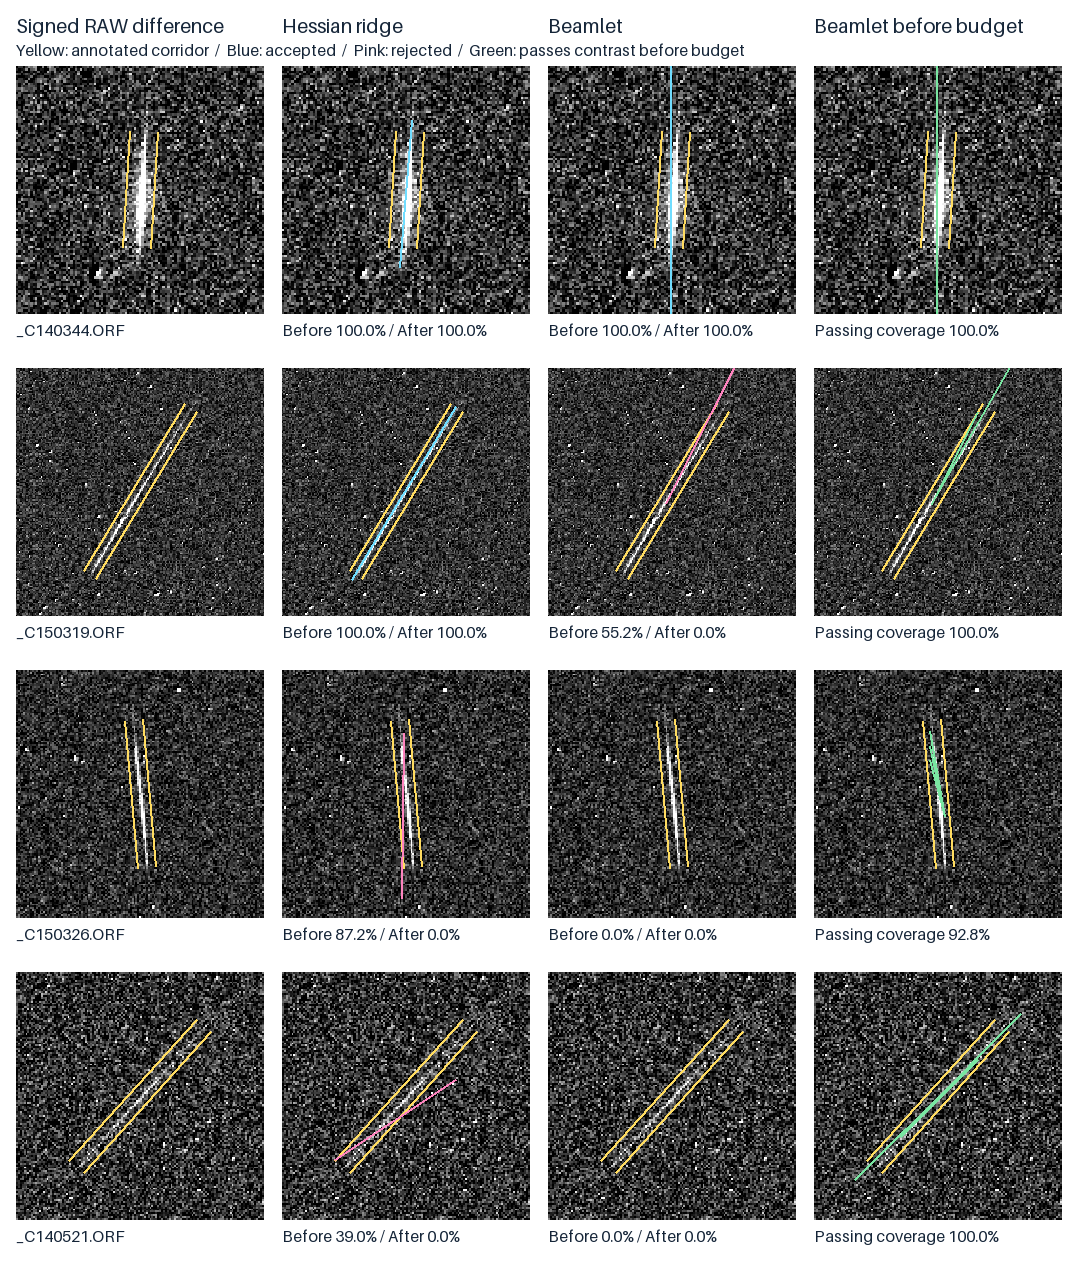 Signed RAW difference Hessian ridge Beamlet Beamlet before budget
Yellow: annotated corridor / Blue: accepted / Pink: rejected / Green: passes contrast before budget
_C140344.ORF Before 100.0% / After 100.0% Before 100.0% / After 100.0% Passing coverage 100.0%
_C150319.ORF Before 100.0% / After 100.0% Before 55.2% / After 0.0% Passing coverage 100.0%
_C150326.ORF Before 87.2% / After 0.0% Before 0.0% / After 0.0% Passing coverage 92.8%
_C140521.ORF Before 39.0% / After 0.0% Before 0.0% / After 0.0% Passing coverage 100.0%